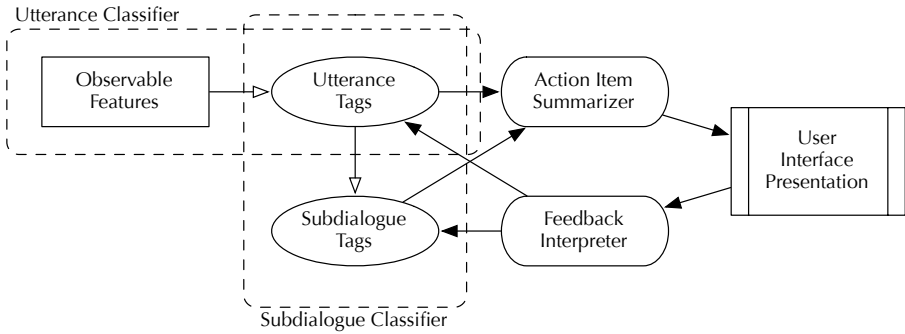 Utterance Classifier
Observable
Features
Utterance
Tags
Action Item
Summarizer
User
Interface
Presentation
Subdialogue
Tags
Feedback
Interpreter
Subdialogue Classifier